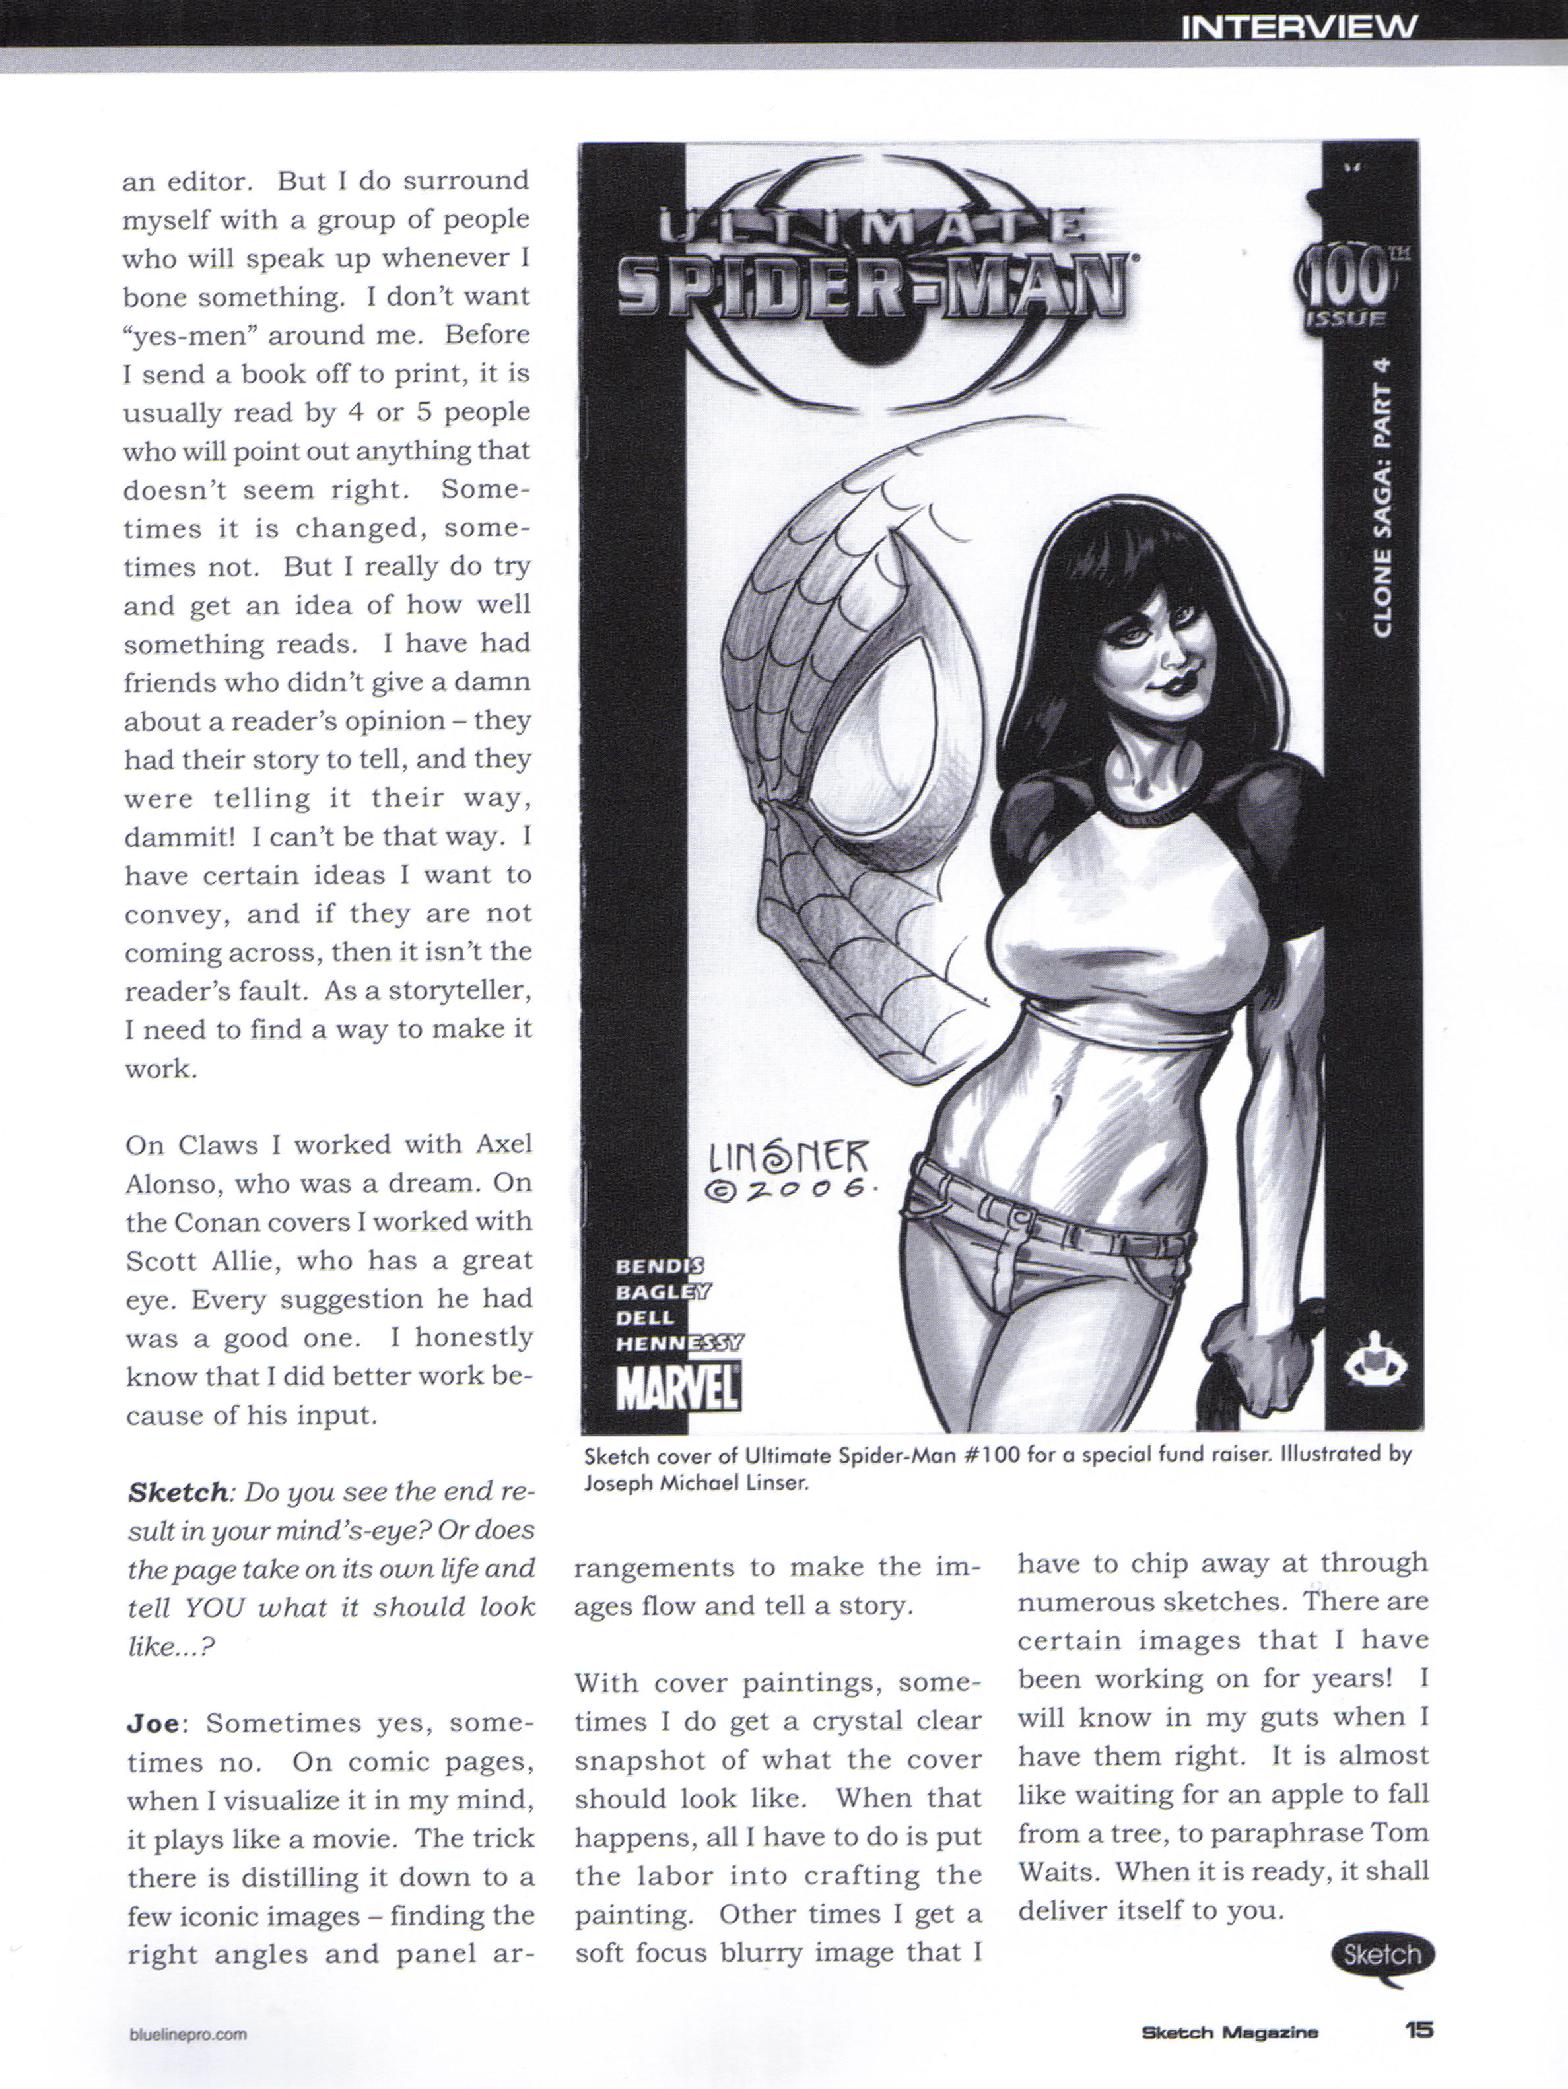 INTERVIEW
an editor. But I do surround
myself with a group of people
who will speak up whenever I
bone something. I don't want
“yes-men” around me. Before
I send a book off to print, it is
usually read by 4 or 5 people
who will point out anything that
doesn't seem right. Some-
times it is changed, some-
times not. But I really do try
and get an idea of how well
something reads. I have had
friends who didn't give a damn
about a reader's opinion – they
had their story to tell, and they
were telling it their way,
dammit! I can't be that way. I
have certain ideas I want to
convey, and if they are not
coming across, then it isn't the
reader's fault. As a storyteller,
I need to find a way to make it
work.
On Claws I worked with Axel
Alonso, who was a dream. On
the Conan covers I worked with
Scott Allie, who has a great
eye. Every suggestion he had
was a good one. I honestly
know that I did better work be-
cause of his input.
Sketch: Do you see the end re-
sult in your mind's-eye? Or does
the page take on its own life and
tell YOU what it should look
like...?
Joe: Sometimes yes, some-
times no. On comic pages,
when I visualize it in my mind,
it plays like a movie. The trick
there is distilling it down to a
few iconic images – finding the
right angles and panel ar-
ULTIMATE
SPIDER-MAN
100TH
ISSUE
CLONE SAGA: PART 4
LINSNER
©2006.
BENDIS
BAGLEY
DELL
HENNESSY
MARVEL
Sketch cover of Ultimate Spider-Man #100 for a special fund raiser. Illustrated by
Joseph Michael Linser.
rangements to make the im-
ages flow and tell a story.
With cover paintings, some-
times I do get a crystal clear
snapshot of what the cover
should look like. When that
happens, all I have to do is put
the labor into crafting the
painting. Other times I get a
soft focus blurry image that I
have to chip away at through
numerous sketches. There are
certain images that I have
been working on for years! I
will know in my guts when I
have them right. It is almost
like waiting for an apple to fall
from a tree, to paraphrase Tom
Waits. When it is ready, it shall
deliver itself to you.
Sketch
bluelinepro.com
Sketch Magazine 15